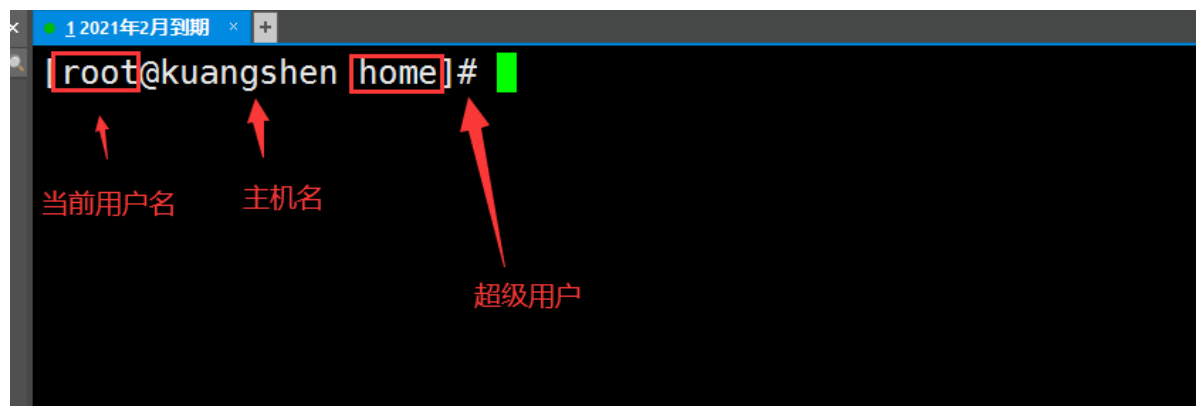 1 2021年2月到期 × +
[root@kuangshen home]#
当前用户名
主机名
超级用户